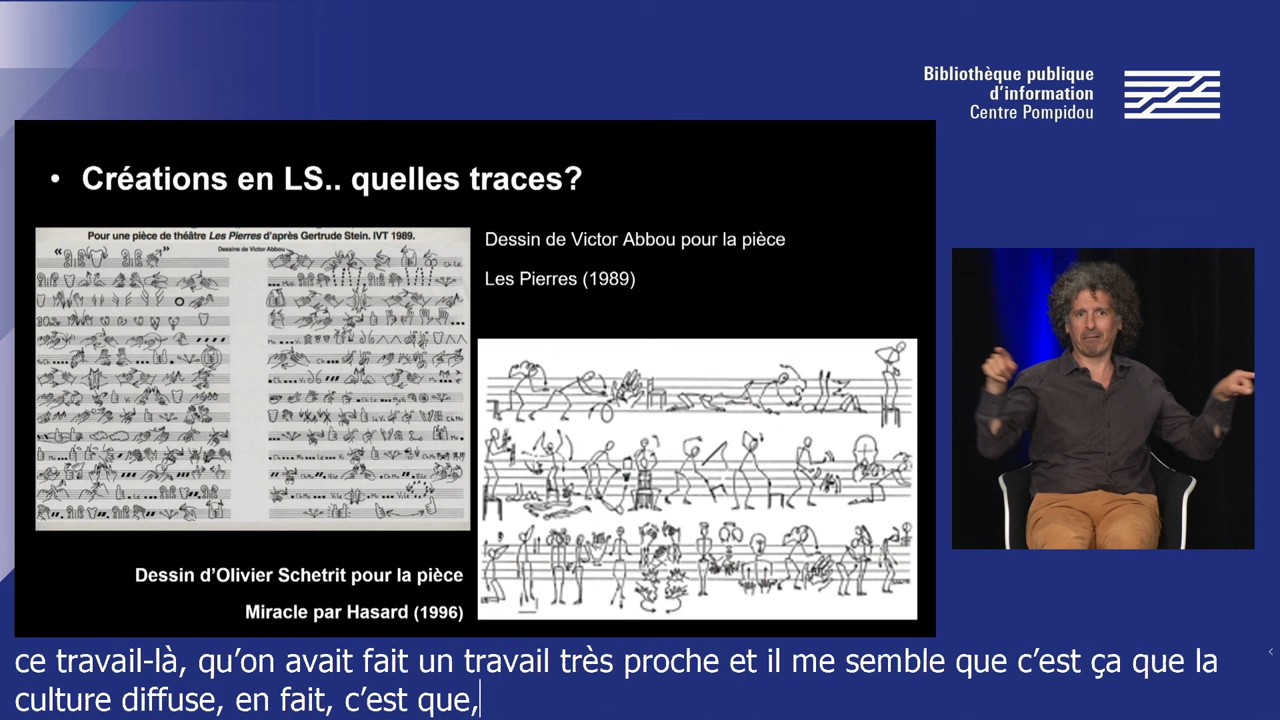 Bibliothèque publique
d'information
Centre Pompidou
• Créations en LS.. quelles traces?
Pour une pièce de théâtre Les Pierres d'après Gertrude Stein. IVT 1989.
Dessins de Victor Abbou
Dessin de Victor Abbou pour la pièce
Les Pierres (1989)
Dessin d'Olivier Schetrit pour la pièce
Miracle par Hasard (1996)
ce travail-là, qu'on avait fait un travail très proche et il me semble que c'est ça que la
culture diffuse, en fait, c'est que,